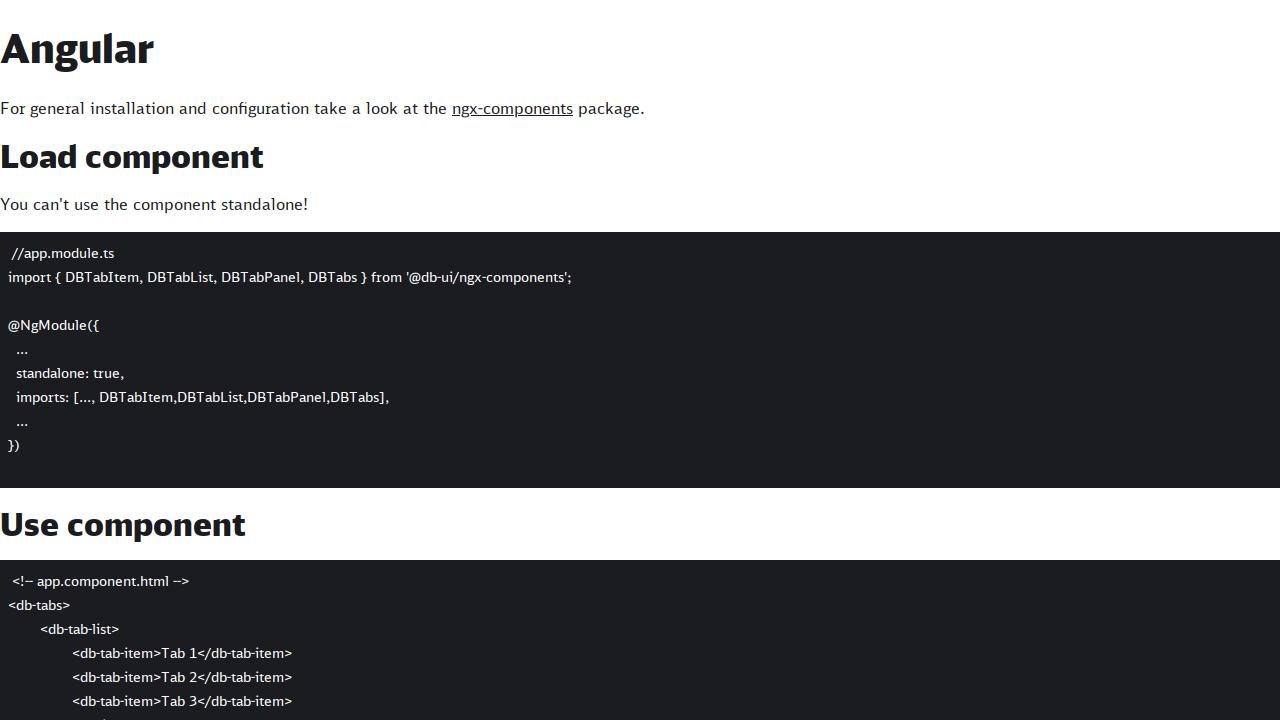 Angular
For general installation and configuration take a look at the ngx-components package.
Load component
You can't use the component standalone!
//app.module.ts
import { DBTabItem, DBTabList, DBTabPanel, DBTabs } from '@db-ui/ngx-components';
@NgModule({
...
standalone: true,
imports: [..., DBTabItem,DBTabList,DBTabPanel,DBTabs],
...
})
Use component
<!-- app.component.html -->
<db-tabs>
<db-tab-list>
<db-tab-item>Tab 1</db-tab-item>
<db-tab-item>Tab 2</db-tab-item>
<db-tab-item>Tab 3</db-tab-item>